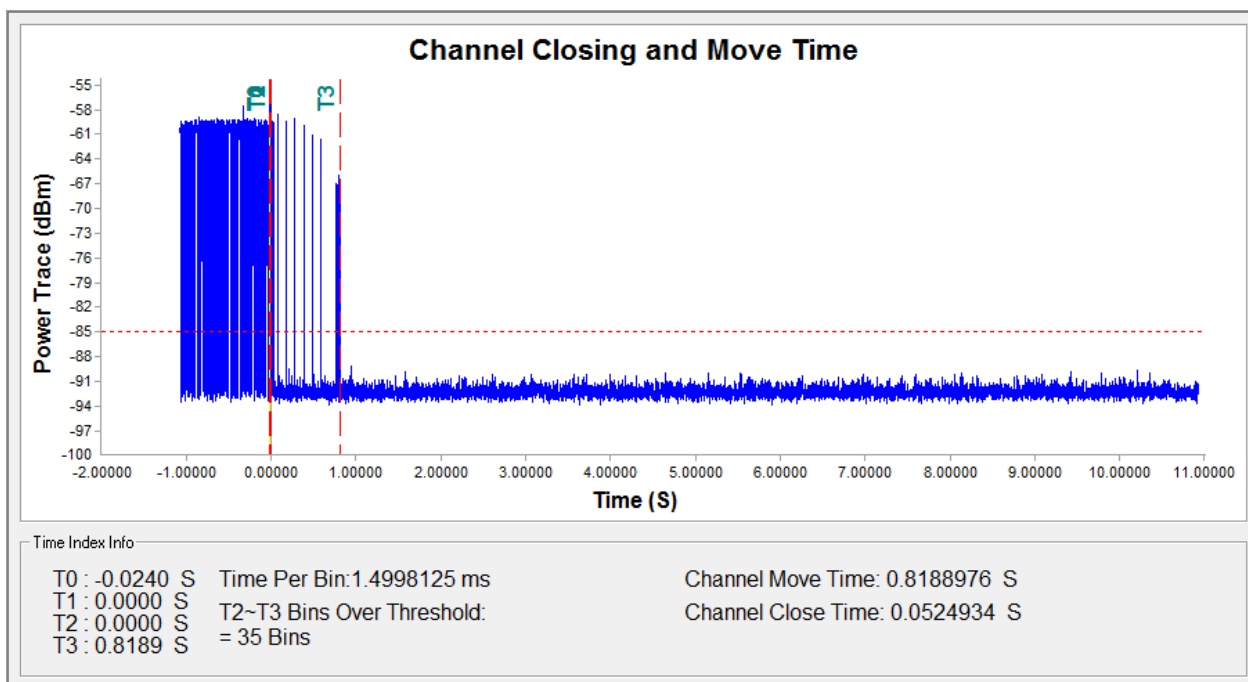 Channel Closing and Move Time
T3
Power Trace (dBm)
-55
-58
-61
-64
-67
-70
-73
-76
-79
-82
-85
-88
-91
-94
-97
-100
-2.00000 -1.00000 0.00000 1.00000 2.00000 3.00000 4.00000 5.00000 6.00000 7.00000 8.00000 9.00000 10.00000 11.00000
Time (S)
Time Index Info
T0 : -0.0240 S Time Per Bin:1.4998125 ms Channel Move Time: 0.8188976 S
T1 : 0.0000 S
T2 : 0.0000 S T2~T3 Bins Over Threshold: Channel Close Time: 0.0524934 S
T3 : 0.8189 S = 35 Bins